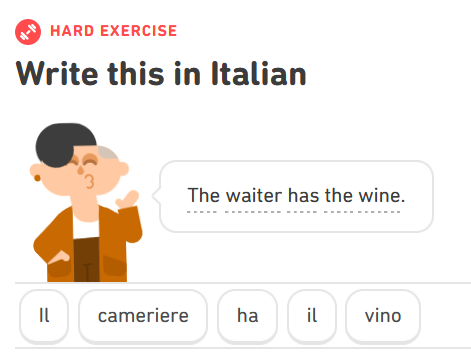 HARD EXERCISE
Write this in Italian
The waiter has the wine.
Il cameriere ha il vino